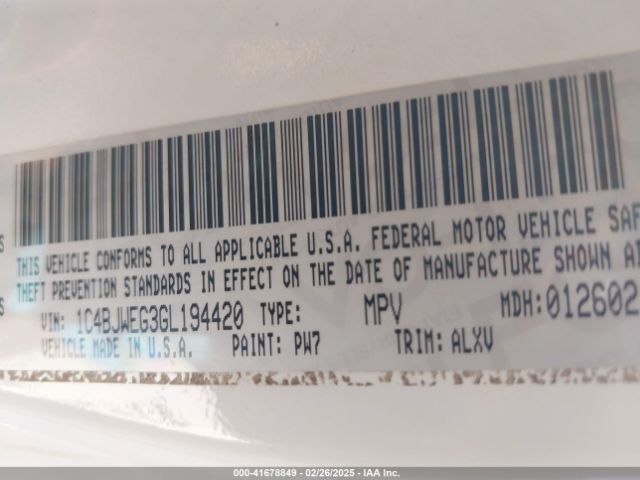 THIS VEHICLE CONFORMS TO ALL APPLICABLE U.S.A. FEDERAL MOTOR VEHICLE SAF
THEFT PREVENTION STANDARDS IN EFFECT ON THE DATE OF MANUFACTURE SHOWN
VIN: 1C4BJWEG3GL194420 TYPE: MPV MDH: 012602
VEHICLE MADE IN U.S.A. PAINT: PW7 TRIM: ALXV
000-41678849 - 02/26/2025 - IAA Inc.